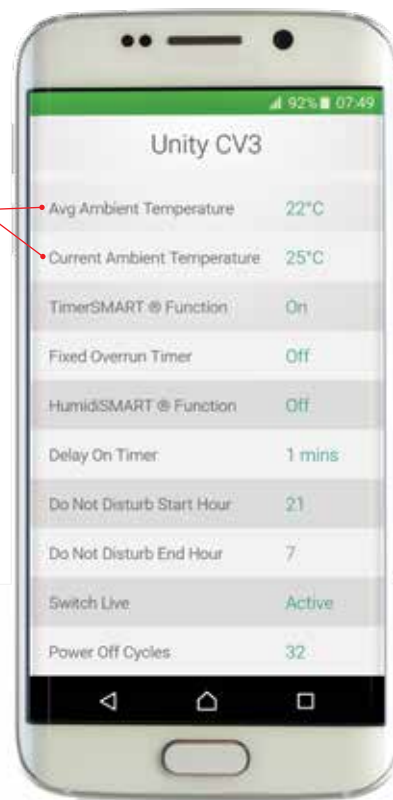 92% 07:49
Unity CV3
Avg Ambient Temperature 22°C
Current Ambient Temperature 25°C
TimerSMART ® Function On
Fixed Overrun Timer Off
HumidiSMART ® Function Off
Delay On Timer 1 mins
Do Not Disturb Start Hour 21
Do Not Disturb End Hour 7
Switch Live Active
Power Off Cycles 32